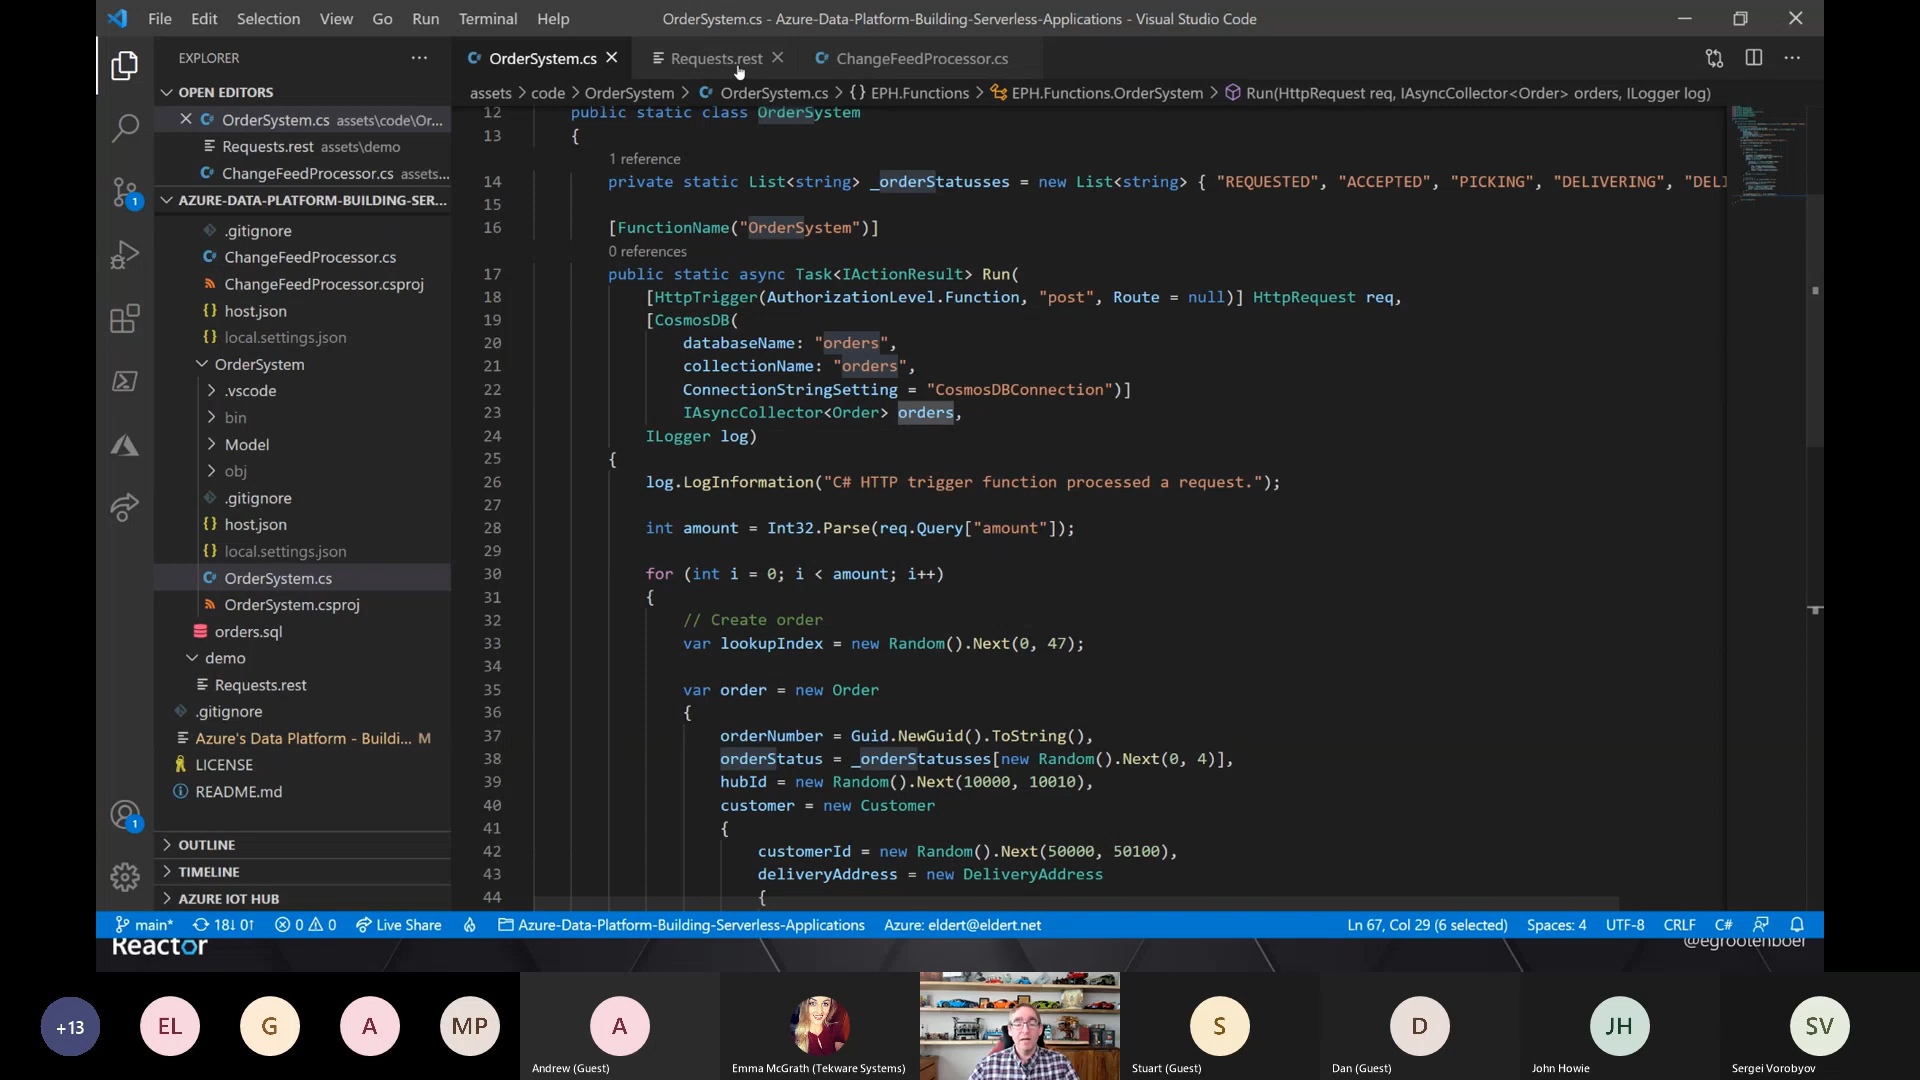 File Edit Selection View Go Run Terminal Help OrderSystem.cs - Azure-Data-Platform-Building-Serverless-Applications - Visual Studio Code
EXPLORER
OrderSystem.cs Requests.rest ChangeFeedProcessor.cs
OPEN EDITORS
assets > code > OrderSystem > OrderSystem.cs > {} EPH.Functions > EPH.Functions.OrderSystem > Run(HttpRequest req, IAsyncCollector<Order> orders, ILogger log)
OrderSystem.cs assets\code\Or...
Requests.rest assets\demo
ChangeFeedProcessor.cs assets...
AZURE-DATA-PLATFORM-BUILDING-SER...
.gitignore
ChangeFeedProcessor.cs
ChangeFeedProcessor.csproj
{} host.json
{} local.settings.json
OrderSystem
.vscode
bin
Model
obj
.gitignore
{} host.json
{} local.settings.json
OrderSystem.cs
OrderSystem.csproj
orders.sql
demo
Requests.rest
.gitignore
Azure's Data Platform - Buildi... M
LICENSE
README.md
OUTLINE
TIMELINE
AZURE IOT HUB
1
1
12 public static class OrderSystem
13 {
1 reference
14 private static List<string> _orderStatusses = new List<string> { "REQUESTED", "ACCEPTED", "PICKING", "DELIVERING", "DELI
15
16 [FunctionName("OrderSystem")]
0 references
17 public static async Task<IActionResult> Run(
18 [HttpTrigger(AuthorizationLevel.Function, "post", Route = null)] HttpRequest req,
19 [CosmosDB(
20 databaseName: "orders",
21 collectionName: "orders",
22 ConnectionStringSetting = "CosmosDBConnection")]
23 IAsyncCollector<Order> orders,
24 ILogger log)
25 {
26 log.LogInformation("C# HTTP trigger function processed a request.");
27
28 int amount = Int32.Parse(req.Query["amount"]);
29
30 for (int i = 0; i < amount; i++)
31 {
32 // Create order
33 var lookupIndex = new Random().Next(0, 47);
34
35 var order = new Order
36 {
37 orderNumber = Guid.NewGuid().ToString(),
38 orderStatus = _orderStatusses[new Random().Next(0, 4)],
39 hubId = new Random().Next(10000, 10010),
40 customer = new Customer
41 {
42 customerId = new Random().Next(50000, 50100),
43 deliveryAddress = new DeliveryAddress
44 {
main* 18↓ 0↑ 0 0 Live Share Azure-Data-Platform-Building-Serverless-Applications Azure: eldert@eldert.net Ln 67, Col 29 (6 selected) Spaces: 4 UTF-8 CRLF C#
Reactor @egrootenboer
+13 EL G A MP A S D JH SV
Andrew (Guest) Emma McGrath (Tekware Systems) Stuart (Guest) Dan (Guest) John Howie Sergei Vorobyov